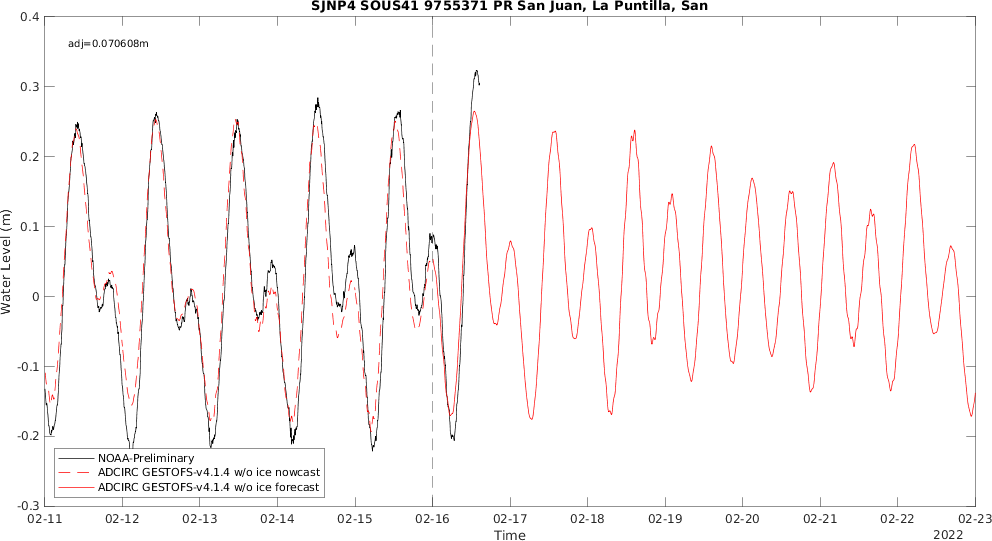 SJNP4 SOUS41 9755371 PR San Juan, La Puntilla, San
adj=0.070608m
0.4
0.3
0.2
0.1
0
-0.1
-0.2
-0.3
Water Level (m)
NOAA-Preliminary
ADCIRC GESTOFS-v4.1.4 w/o ice nowcast
ADCIRC GESTOFS-v4.1.4 w/o ice forecast
02-11 02-12 02-13 02-14 02-15 02-16 02-17 02-18 02-19 02-20 02-21 02-22 02-23
Time
2022